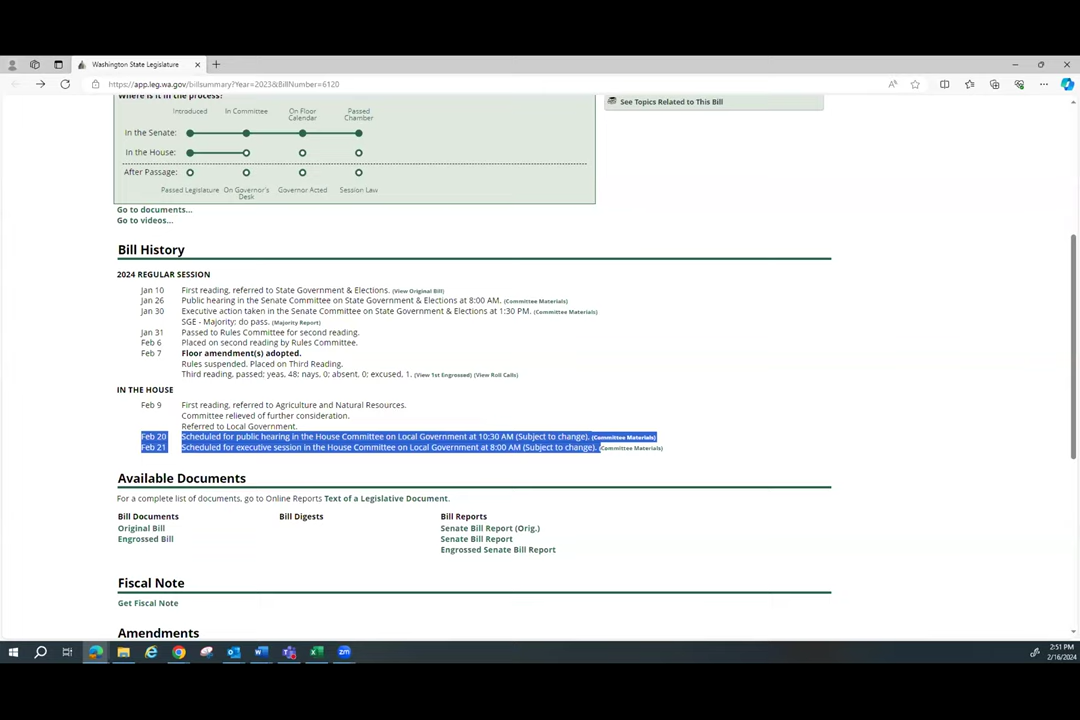 Washington State Legislature
https://app.leg.wa.gov/billsummary?Year=2023&BillNumber=6120
Where is it in the process?
See Topics Related to This Bill
Introduced In Committee On Floor Calendar Passed Chamber
In the Senate:
In the House:
After Passage:
Passed Legislature On Governor's Desk Governor Acted Session Law
Go to documents...
Go to videos...
Bill History
2024 REGULAR SESSION
Jan 10 First reading, referred to State Government & Elections. (View Original Bill)
Jan 26 Public hearing in the Senate Committee on State Government & Elections at 8:00 AM. (Committee Materials)
Jan 30 Executive action taken in the Senate Committee on State Government & Elections at 1:30 PM. (Committee Materials)
SGE - Majority; do pass. (Majority Report)
Jan 31 Passed to Rules Committee for second reading.
Feb 6 Placed on second reading by Rules Committee.
Feb 7 Floor amendment(s) adopted.
Rules suspended. Placed on Third Reading.
Third reading, passed; yeas, 48; nays, 0; absent, 0; excused, 1. (View 1st Engrossed) (View Roll Calls)
IN THE HOUSE
Feb 9 First reading, referred to Agriculture and Natural Resources.
Committee relieved of further consideration.
Referred to Local Government.
Feb 20 Scheduled for public hearing in the House Committee on Local Government at 10:30 AM (Subject to change). (Committee Materials)
Feb 21 Scheduled for executive session in the House Committee on Local Government at 8:00 AM (Subject to change). (Committee Materials)
Available Documents
For a complete list of documents, go to Online Reports Text of a Legislative Document.
Bill Documents Bill Digests Bill Reports
Original Bill Senate Bill Report (Orig.)
Engrossed Bill Senate Bill Report
Engrossed Senate Bill Report
Fiscal Note
Get Fiscal Note
Amendments
2:51 PM
2/16/2024